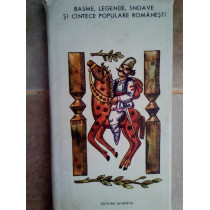 BASME, LEGENDE, SNOAVE
ȘI CÎNTECE POPULARE ROMÂNEȘTI
EDITURA MINERVA